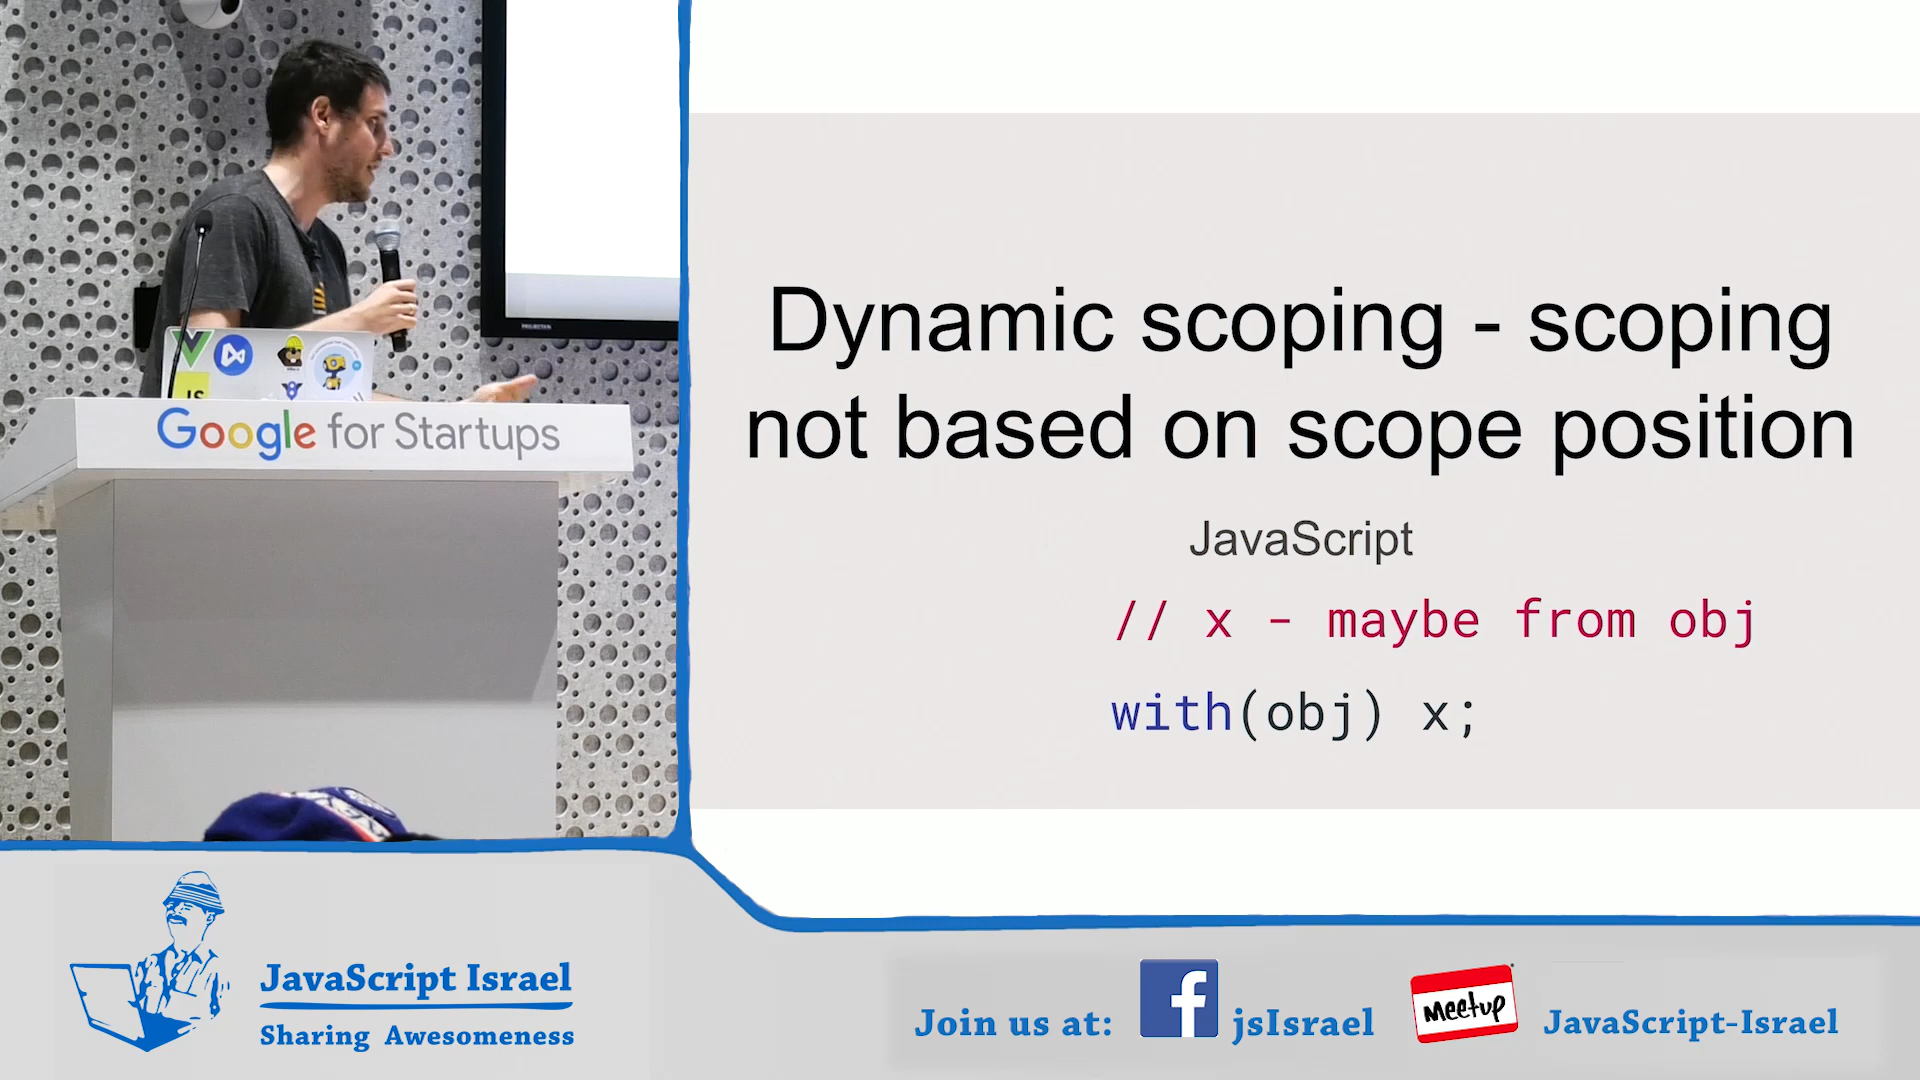 Dynamic scoping - scoping
not based on scope position
JavaScript
// x - maybe from obj
with(obj) x;
JS
Google for Startups
JavaScript Israel
Sharing Awesomeness
Join us at:
f
jsIsrael
Meetup
JavaScript-Israel